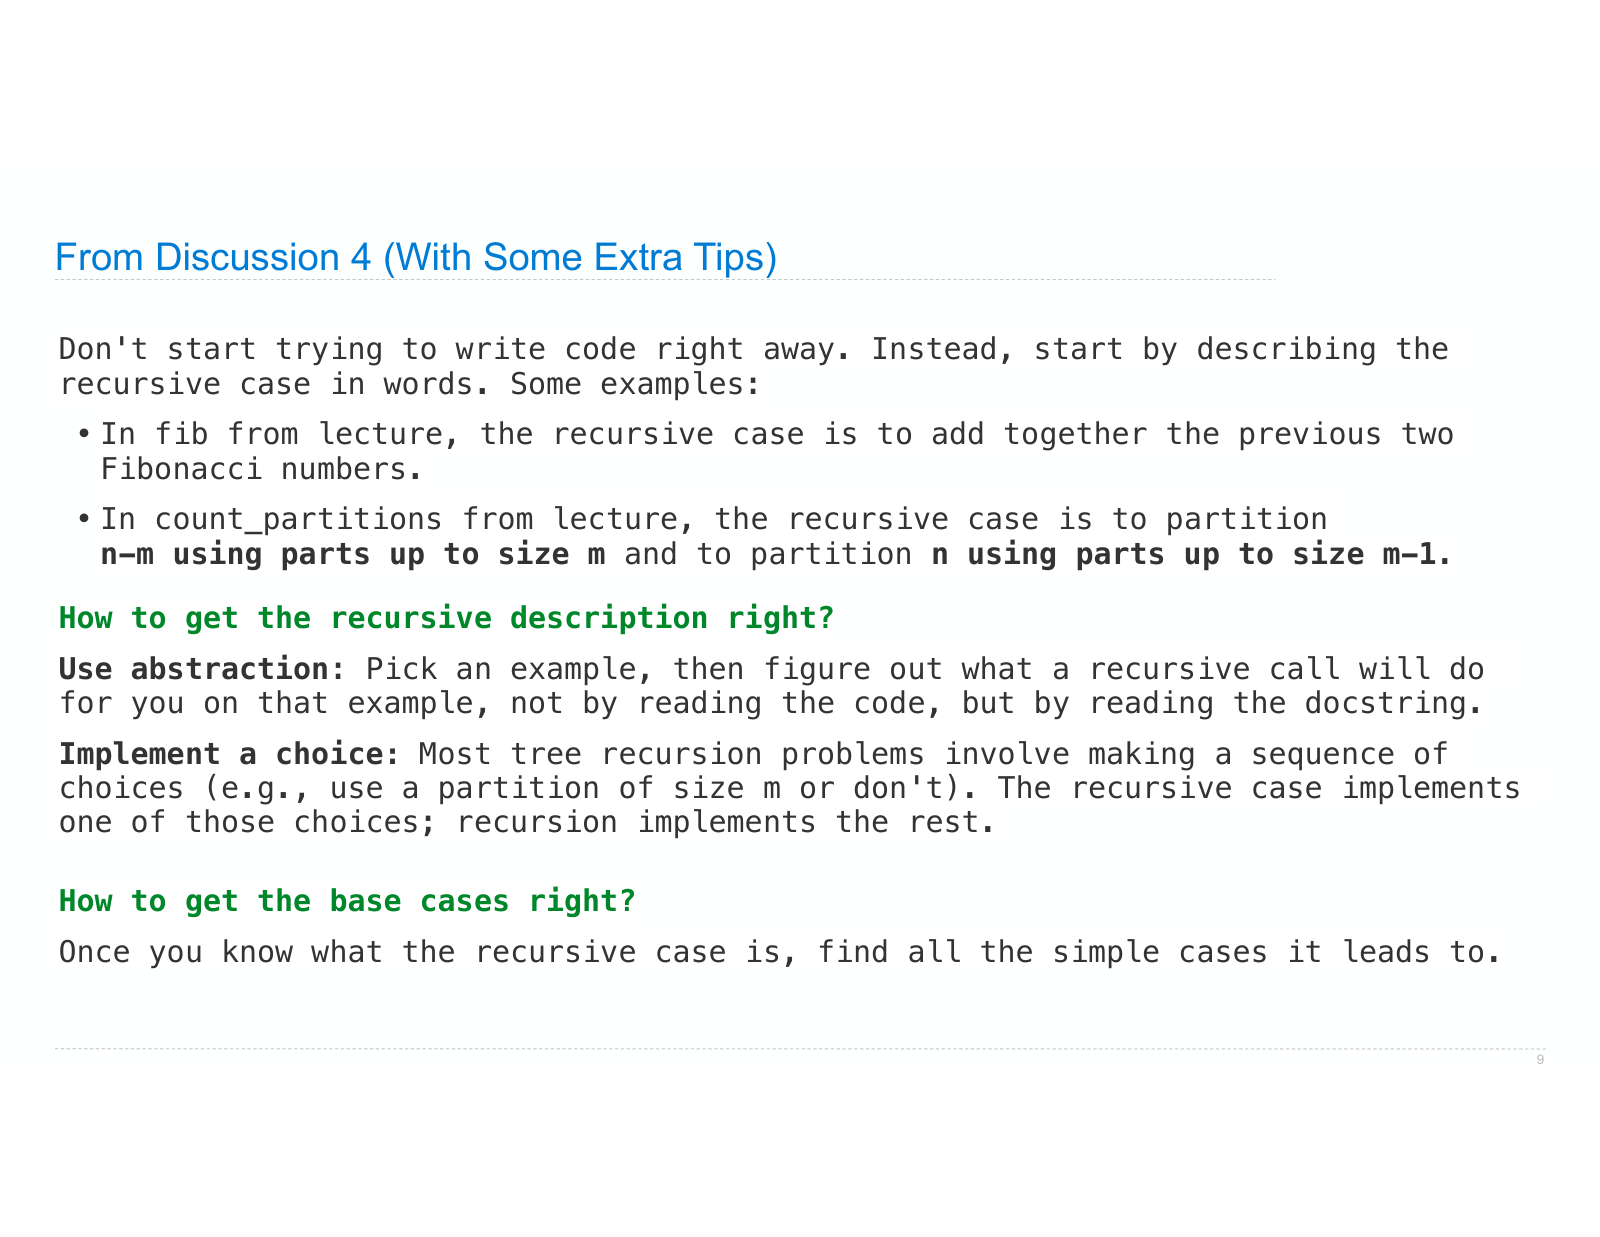 From Discussion 4 (With Some Extra Tips)
Don't start trying to write code right away. Instead, start by describing the
recursive case in words. Some examples:
• In fib from lecture, the recursive case is to add together the previous two
Fibonacci numbers.
• In count_partitions from lecture, the recursive case is to partition
n−m using parts up to size m and to partition n using parts up to size m−1.
How to get the recursive description right?
Use abstraction: Pick an example, then figure out what a recursive call will do
for you on that example, not by reading the code, but by reading the docstring.
Implement a choice: Most tree recursion problems involve making a sequence of
choices (e.g., use a partition of size m or don't). The recursive case implements
one of those choices; recursion implements the rest.
How to get the base cases right?
Once you know what the recursive case is, find all the simple cases it leads to.
9